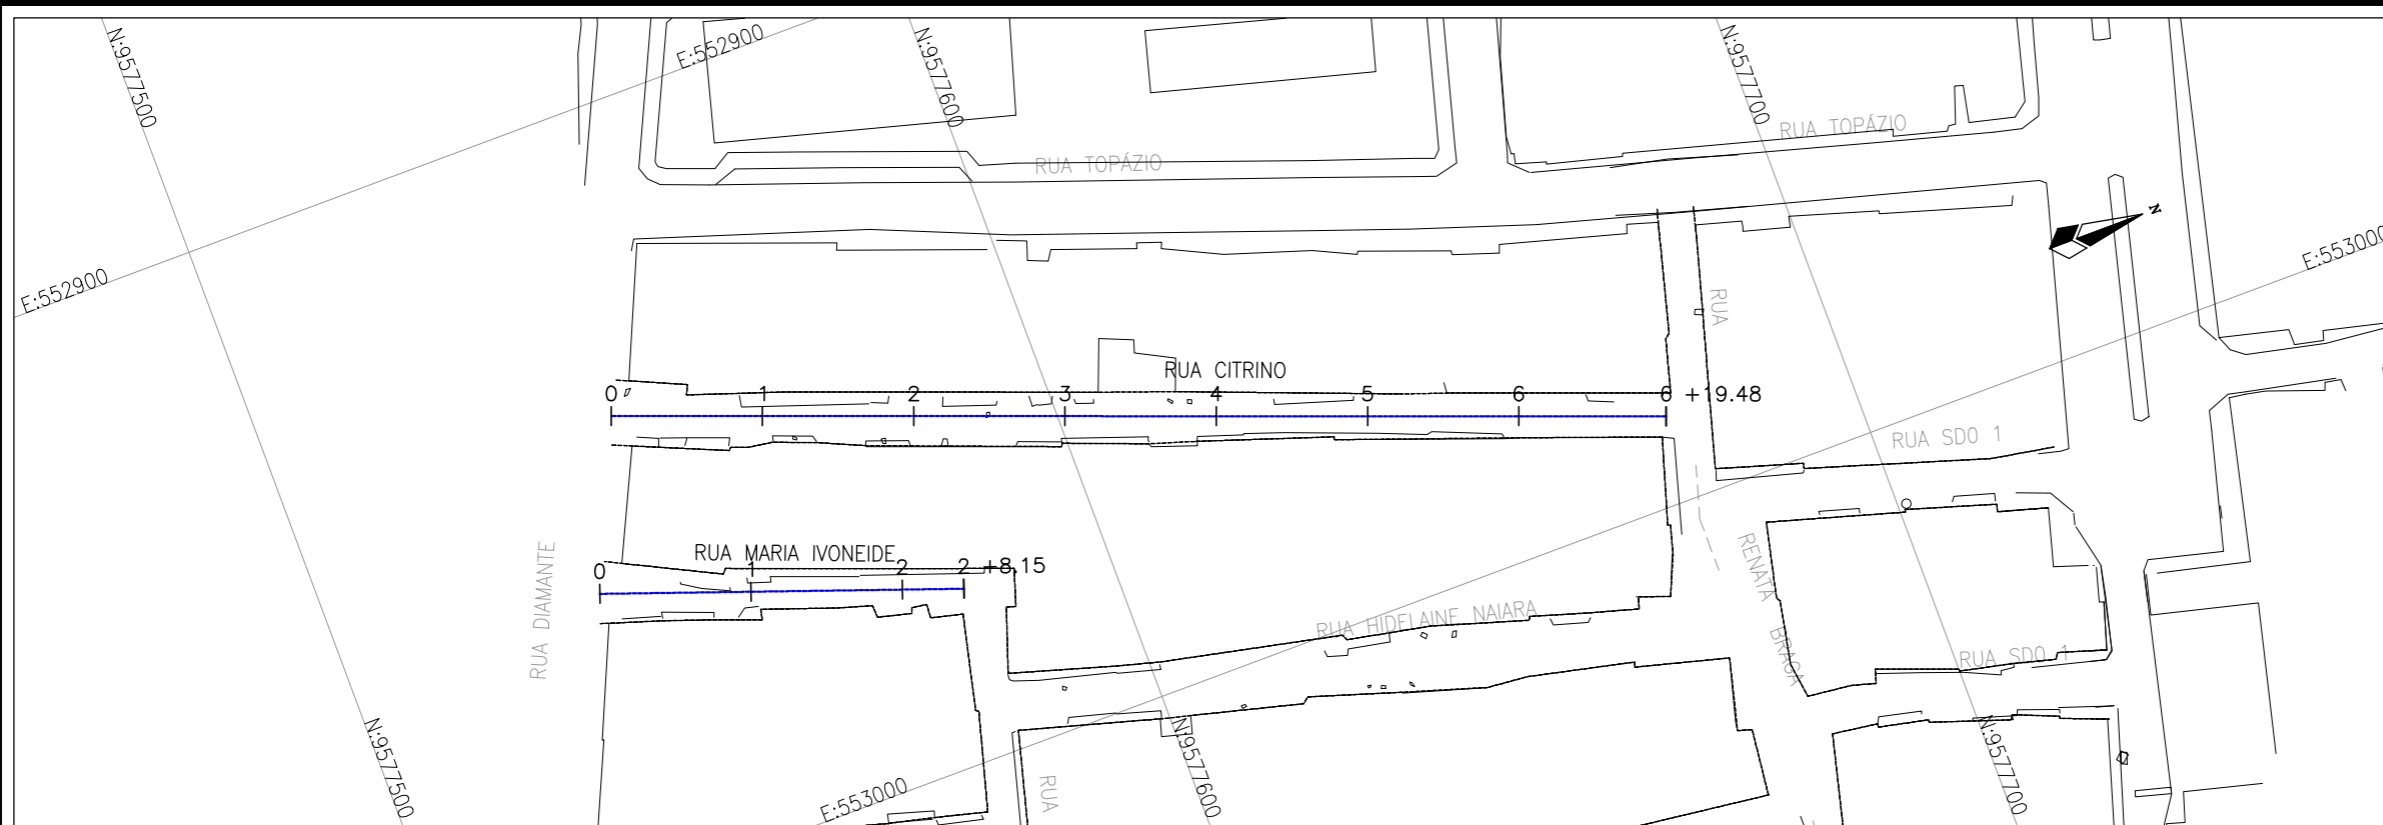 N:9577500
E:552900
N:9577600
N:9577700
RUA TOPÁZIO
RUA TOPÁZIO
N
E:553000
E:552900
RUA
RUA CITRINO
0 1 2 3 4 5 6 6 +19.48
RUA SDO 1
RUA DIAMANTE
RUA MARIA IVONEIDE
0 1 2 2 +8.15
RENATA BRAGA
RUA HIDELAINE NAIARA
RUA SDO 1
N:9577500
E:553000
RUA
N:9577600
N:9577700